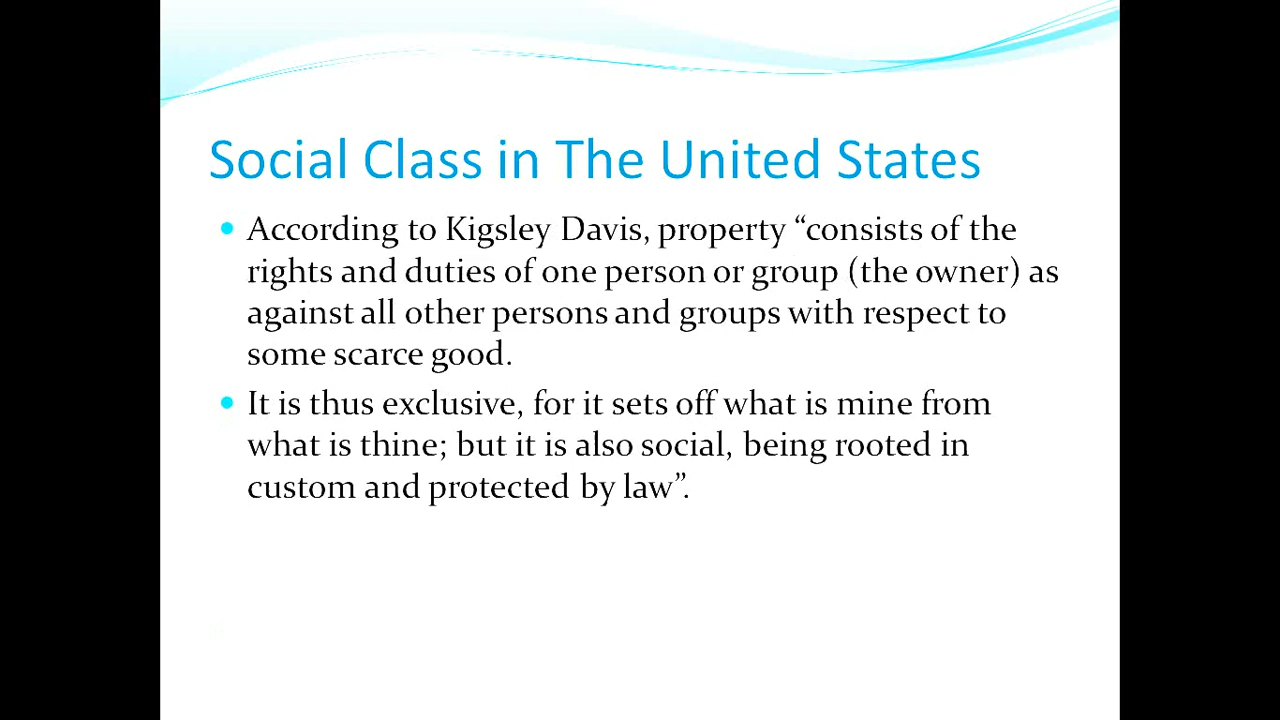 Social Class in The United States
According to Kigsley Davis, property “consists of the
rights and duties of one person or group (the owner) as
against all other persons and groups with respect to
some scarce good.
It is thus exclusive, for it sets off what is mine from
what is thine; but it is also social, being rooted in
custom and protected by law”.